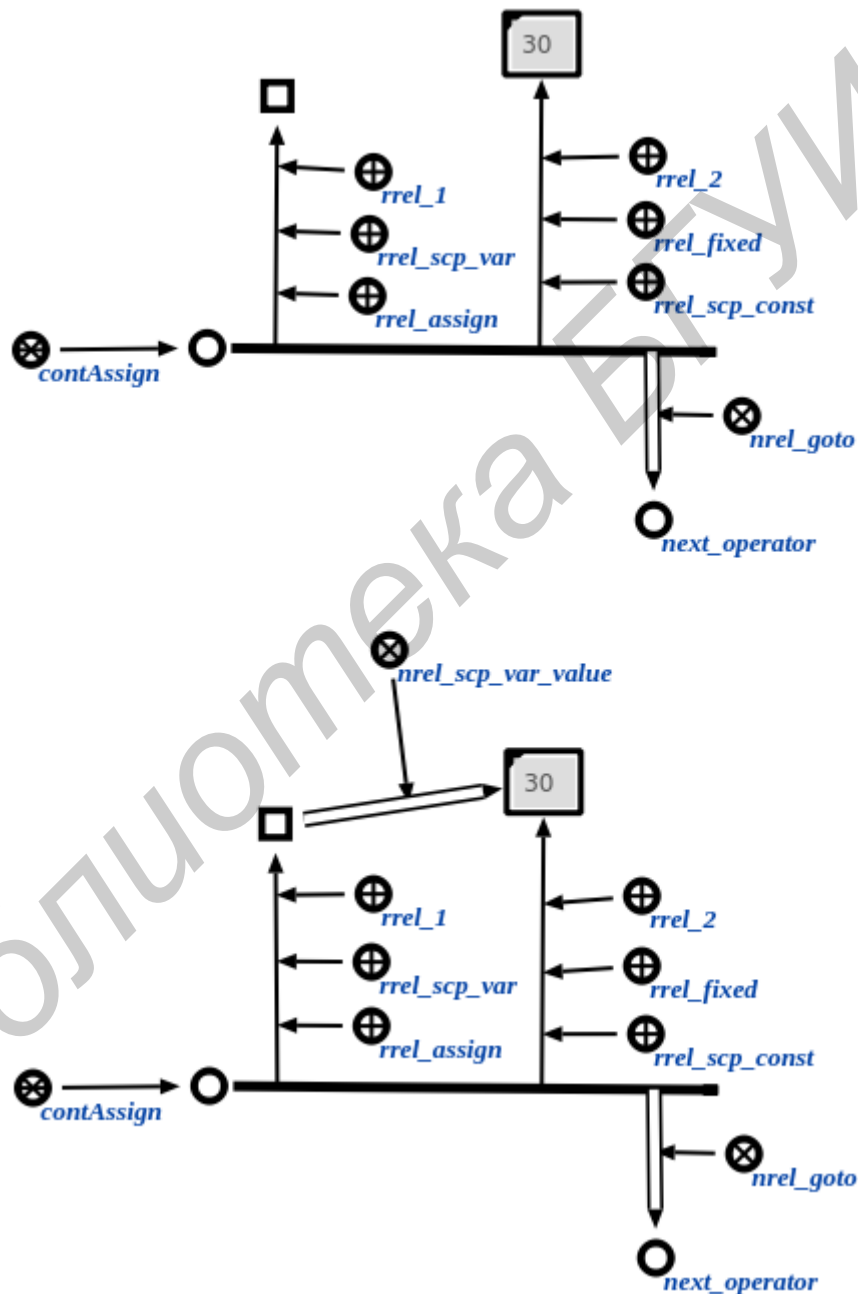 30
rrel_1
rrel_2
rrel_scp_var
rrel_fixed
rrel_assign
rrel_scp_const
contAssign
nrel_goto
next_operator
nrel_scp_var_value
30
rrel_1
rrel_2
rrel_scp_var
rrel_fixed
rrel_assign
rrel_scp_const
contAssign
nrel_goto
next_operator